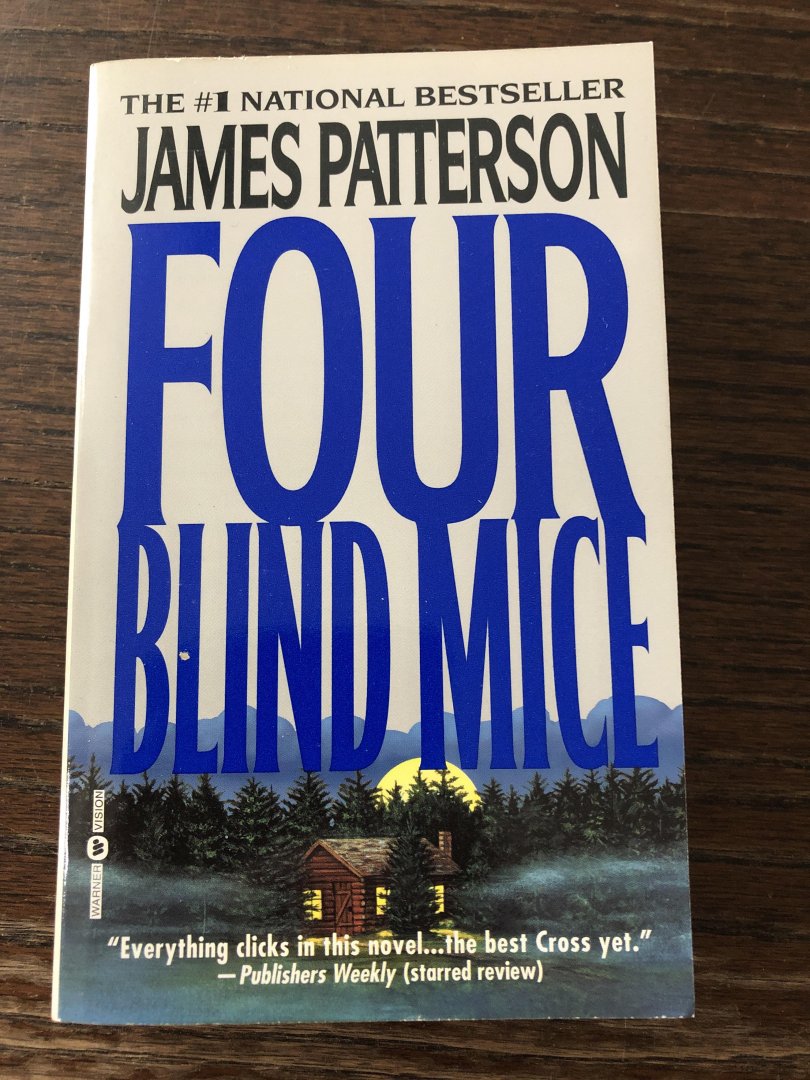 THE #1 NATIONAL BESTSELLER
JAMES PATTERSON
FOUR
BLIND MICE
WARNER W VISION
"Everything clicks in this novel...the best Cross yet."
—Publishers Weekly (starred review)